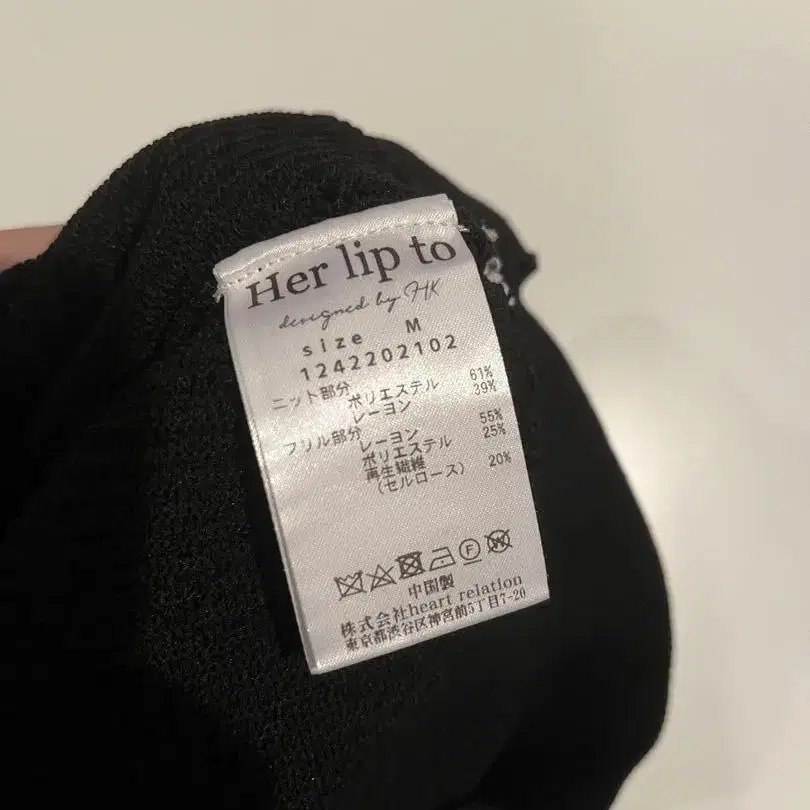 Her lip to
designed by HK
size M
1242202102
ニット部分 ポリエステル 61%
レーヨン 39%
フリル部分 レーヨン 55%
ポリエステル 25%
再生繊維
(セルロース) 20%
F
W
中国製
株式会社heart relation
東京都渋谷区神宮前5丁目7-20